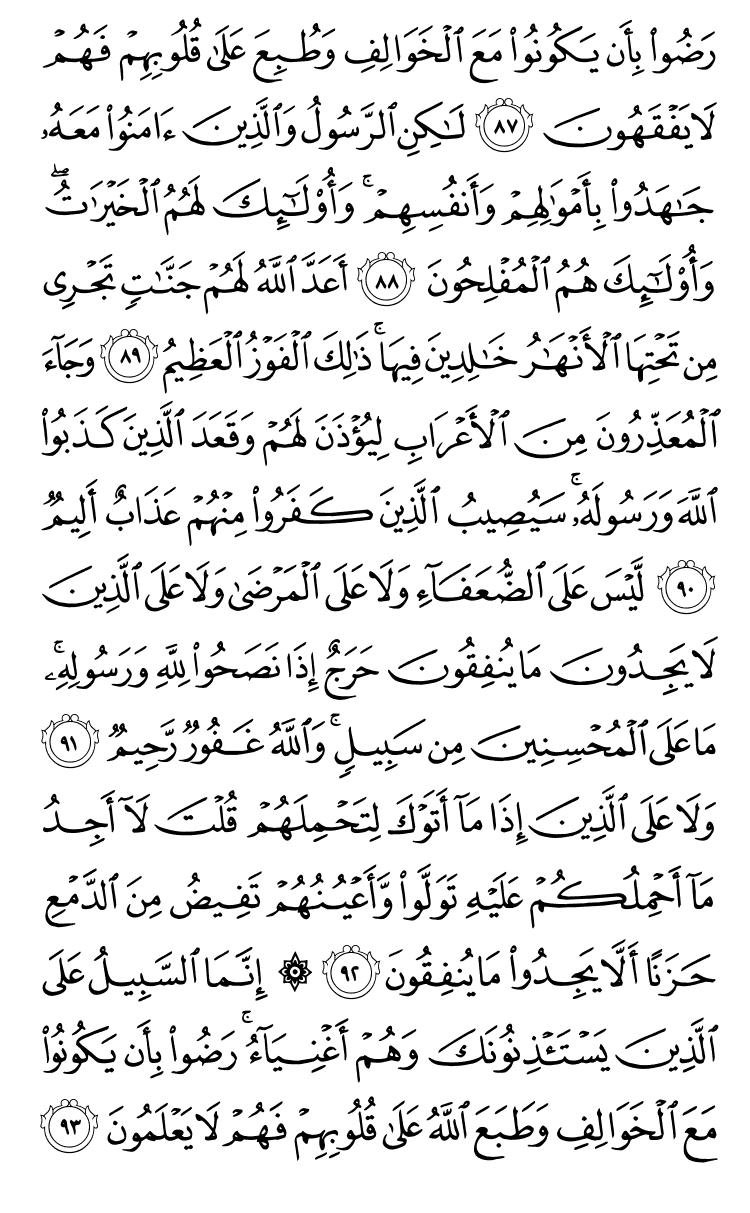 رَضُوا۟ بِأَن يَكُونُوا۟ مَعَ ٱلْخَوَالِفِ وَطُبِعَ عَلَىٰ قُلُوبِهِمْ فَهُمْ
لَا يَفْقَهُونَ ۝٨٧ لَـٰكِنِ ٱلرَّسُولُ وَٱلَّذِينَ ءَامَنُوا۟ مَعَهُۥ
جَـٰهَدُوا۟ بِأَمْوَٰلِهِمْ وَأَنفُسِهِمْ ۚ وَأُو۟لَـٰٓئِكَ لَهُمُ ٱلْخَيْرَٰتُ ۖ
وَأُو۟لَـٰٓئِكَ هُمُ ٱلْمُفْلِحُونَ ۝٨٨ أَعَدَّ ٱللَّهُ لَهُمْ جَنَّـٰتٍ تَجْرِى
مِن تَحْتِهَا ٱلْأَنْهَـٰرُ خَـٰلِدِينَ فِيهَا ۚ ذَٰلِكَ ٱلْفَوْزُ ٱلْعَظِيمُ ۝٨٩ وَجَآءَ
ٱلْمُعَذِّرُونَ مِنَ ٱلْأَعْرَابِ لِيُؤْذَنَ لَهُمْ وَقَعَدَ ٱلَّذِينَ كَذَبُوا۟
ٱللَّهَ وَرَسُولَهُۥ ۚ سَيُصِيبُ ٱلَّذِينَ كَفَرُوا۟ مِنْهُمْ عَذَابٌ أَلِيمٌ
۝٩٠ لَّيْسَ عَلَى ٱلضُّعَفَآءِ وَلَا عَلَى ٱلْمَرْضَىٰ وَلَا عَلَى ٱلَّذِينَ
لَا يَجِدُونَ مَا يُنفِقُونَ حَرَجٌ إِذَا نَصَحُوا۟ لِلَّهِ وَرَسُولِهِۦ ۚ
مَا عَلَى ٱلْمُحْسِنِينَ مِن سَبِيلٍ ۚ وَٱللَّهُ غَفُورٌ رَّحِيمٌ ۝٩١
وَلَا عَلَى ٱلَّذِينَ إِذَا مَآ أَتَوْكَ لِتَحْمِلَهُمْ قُلْتَ لَآ أَجِدُ
مَآ أَحْمِلُكُمْ عَلَيْهِ تَوَلَّوا۟ وَّأَعْيُنُهُمْ تَفِيضُ مِنَ ٱلدَّمْعِ
حَزَنًا أَلَّا يَجِدُوا۟ مَا يُنفِقُونَ ۝٩٢ ۞ إِنَّمَا ٱلسَّبِيلُ عَلَى
ٱلَّذِينَ يَسْتَـْٔذِنُونَكَ وَهُمْ أَغْنِيَآءُ ۚ رَضُوا۟ بِأَن يَكُونُوا۟
مَعَ ٱلْخَوَالِفِ وَطَبَعَ ٱللَّهُ عَلَىٰ قُلُوبِهِمْ فَهُمْ لَا يَعْلَمُونَ ۝٩٣